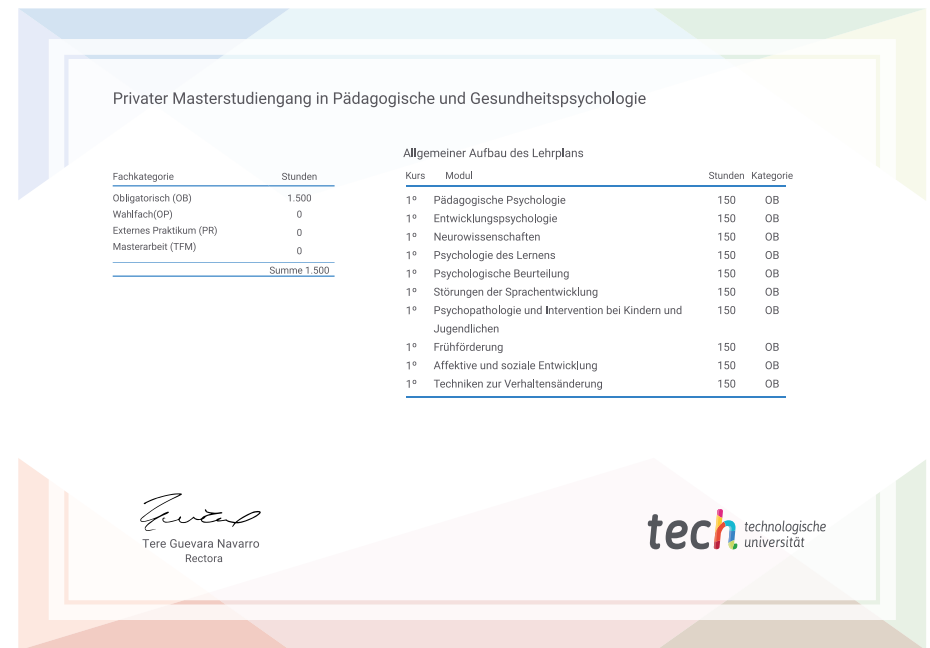 Privater Masterstudiengang in Pädagogische und Gesundheitspsychologie
Fachkategorie Stunden
Obligatorisch (OB) 1.500
Wahlfach(OP) 0
Externes Praktikum (PR) 0
Masterarbeit (TFM) 0
Summe 1.500
Allgemeiner Aufbau des Lehrplans
Kurs Modul Stunden Kategorie
1º Pädagogische Psychologie 150 OB
1º Entwicklungspsychologie 150 OB
1º Neurowissenschaften 150 OB
1º Psychologie des Lernens 150 OB
1º Psychologische Beurteilung 150 OB
1º Störungen der Sprachentwicklung 150 OB
1º Psychopathologie und Intervention bei Kindern und 150 OB
Jugendlichen
1º Frühförderung 150 OB
1º Affektive und soziale Entwicklung 150 OB
1º Techniken zur Verhaltensänderung 150 OB
Tere Guevara Navarro
Rectora
tech technologische
universität